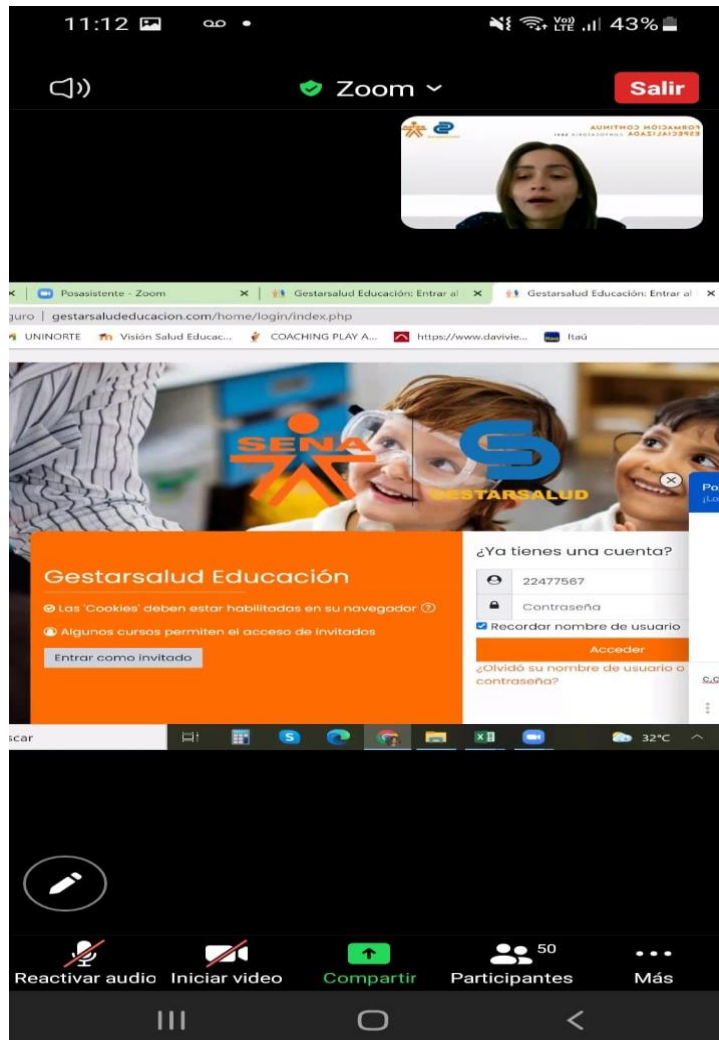 11:12
43%
Zoom
Salir
FORMACIÓN CONTINUA
ESPECIALIZADA
Posasistente - Zoom
Gestarsalud Educación: Entrar al
Gestarsalud Educación: Entrar al
guro | gestarsaludeducacion.com/home/login/index.php
UNINORTE
Visión Salud Educac...
COACHING PLAY A...
https://www.davivie...
Itaú
SENA
GESTARSALUD
Po
¿Ya tienes una cuenta?
Gestarsalud Educación
22477567
Las 'Cookies' deben estar habilitadas en su navegador
Contraseña
Recordar nombre de usuario
Algunos cursos permiten el acceso de invitados
Acceder
Entrar como invitado
¿Olvidó su nombre de usuario o
contraseña?
c.c
scar
32°C
50
Reactivar audio
Iniciar video
Compartir
Participantes
Más